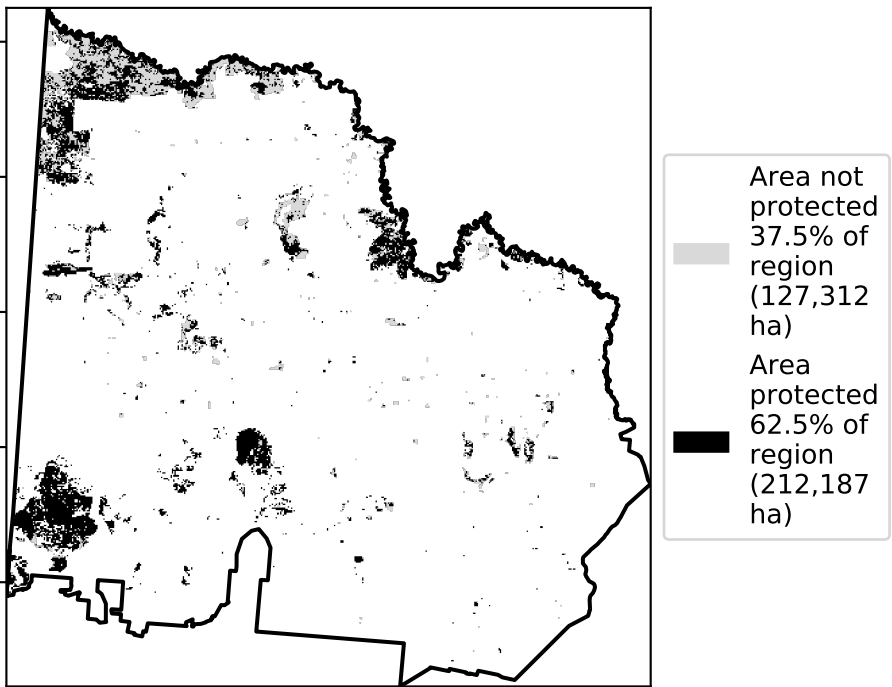 Area not
protected
37.5% of
region
(127,312
ha)
Area
protected
62.5% of
region
(212,187
ha)